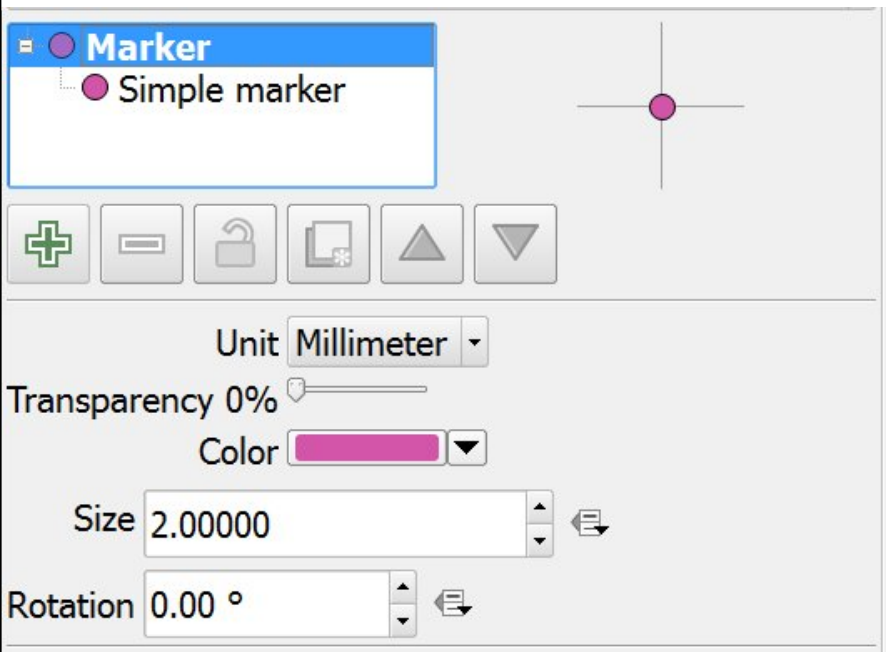 Marker
Simple marker
Unit Millimeter
Transparency 0%
Color
Size 2.00000
Rotation 0.00 °